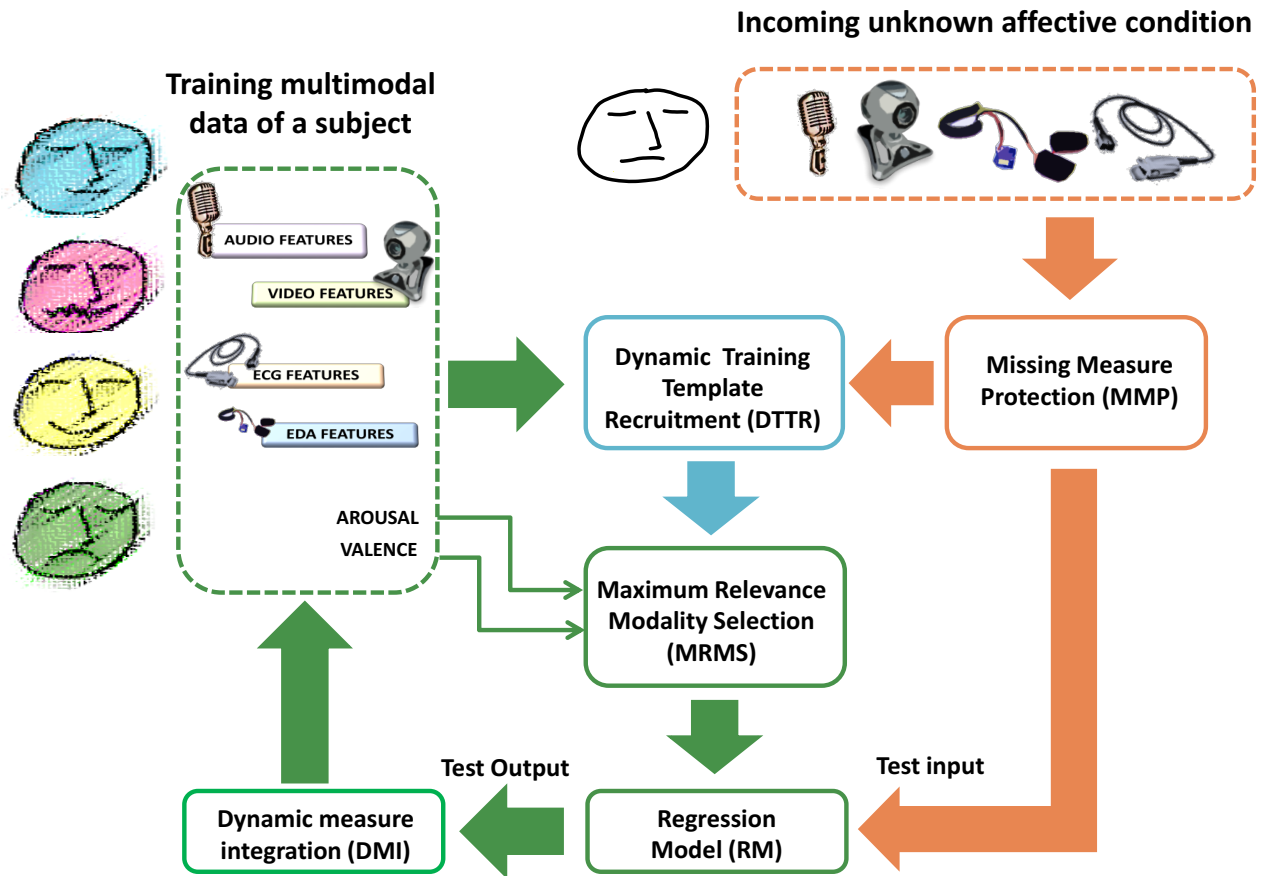 Incoming unknown affective condition
Training multimodal
data of a subject
AUDIO FEATURES
VIDEO FEATURES
ECG FEATURES
EDA FEATURES
AROUSAL
VALENCE
Dynamic Training
Template
Recruitment (DTTR)
Missing Measure
Protection (MMP)
Maximum Relevance
Modality Selection
(MRMS)
Test Output
Test input
Dynamic measure
integration (DMI)
Regression
Model (RM)